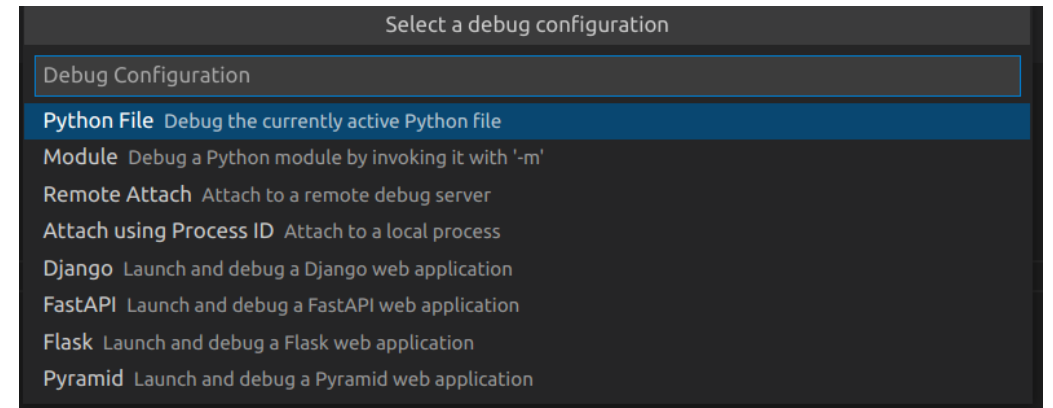 Select a debug configuration
Debug Configuration
Python File Debug the currently active Python file
Module Debug a Python module by invoking it with '-m'
Remote Attach Attach to a remote debug server
Attach using Process ID Attach to a local process
Django Launch and debug a Django web application
FastAPI Launch and debug a FastAPI web application
Flask Launch and debug a Flask web application
Pyramid Launch and debug a Pyramid web application